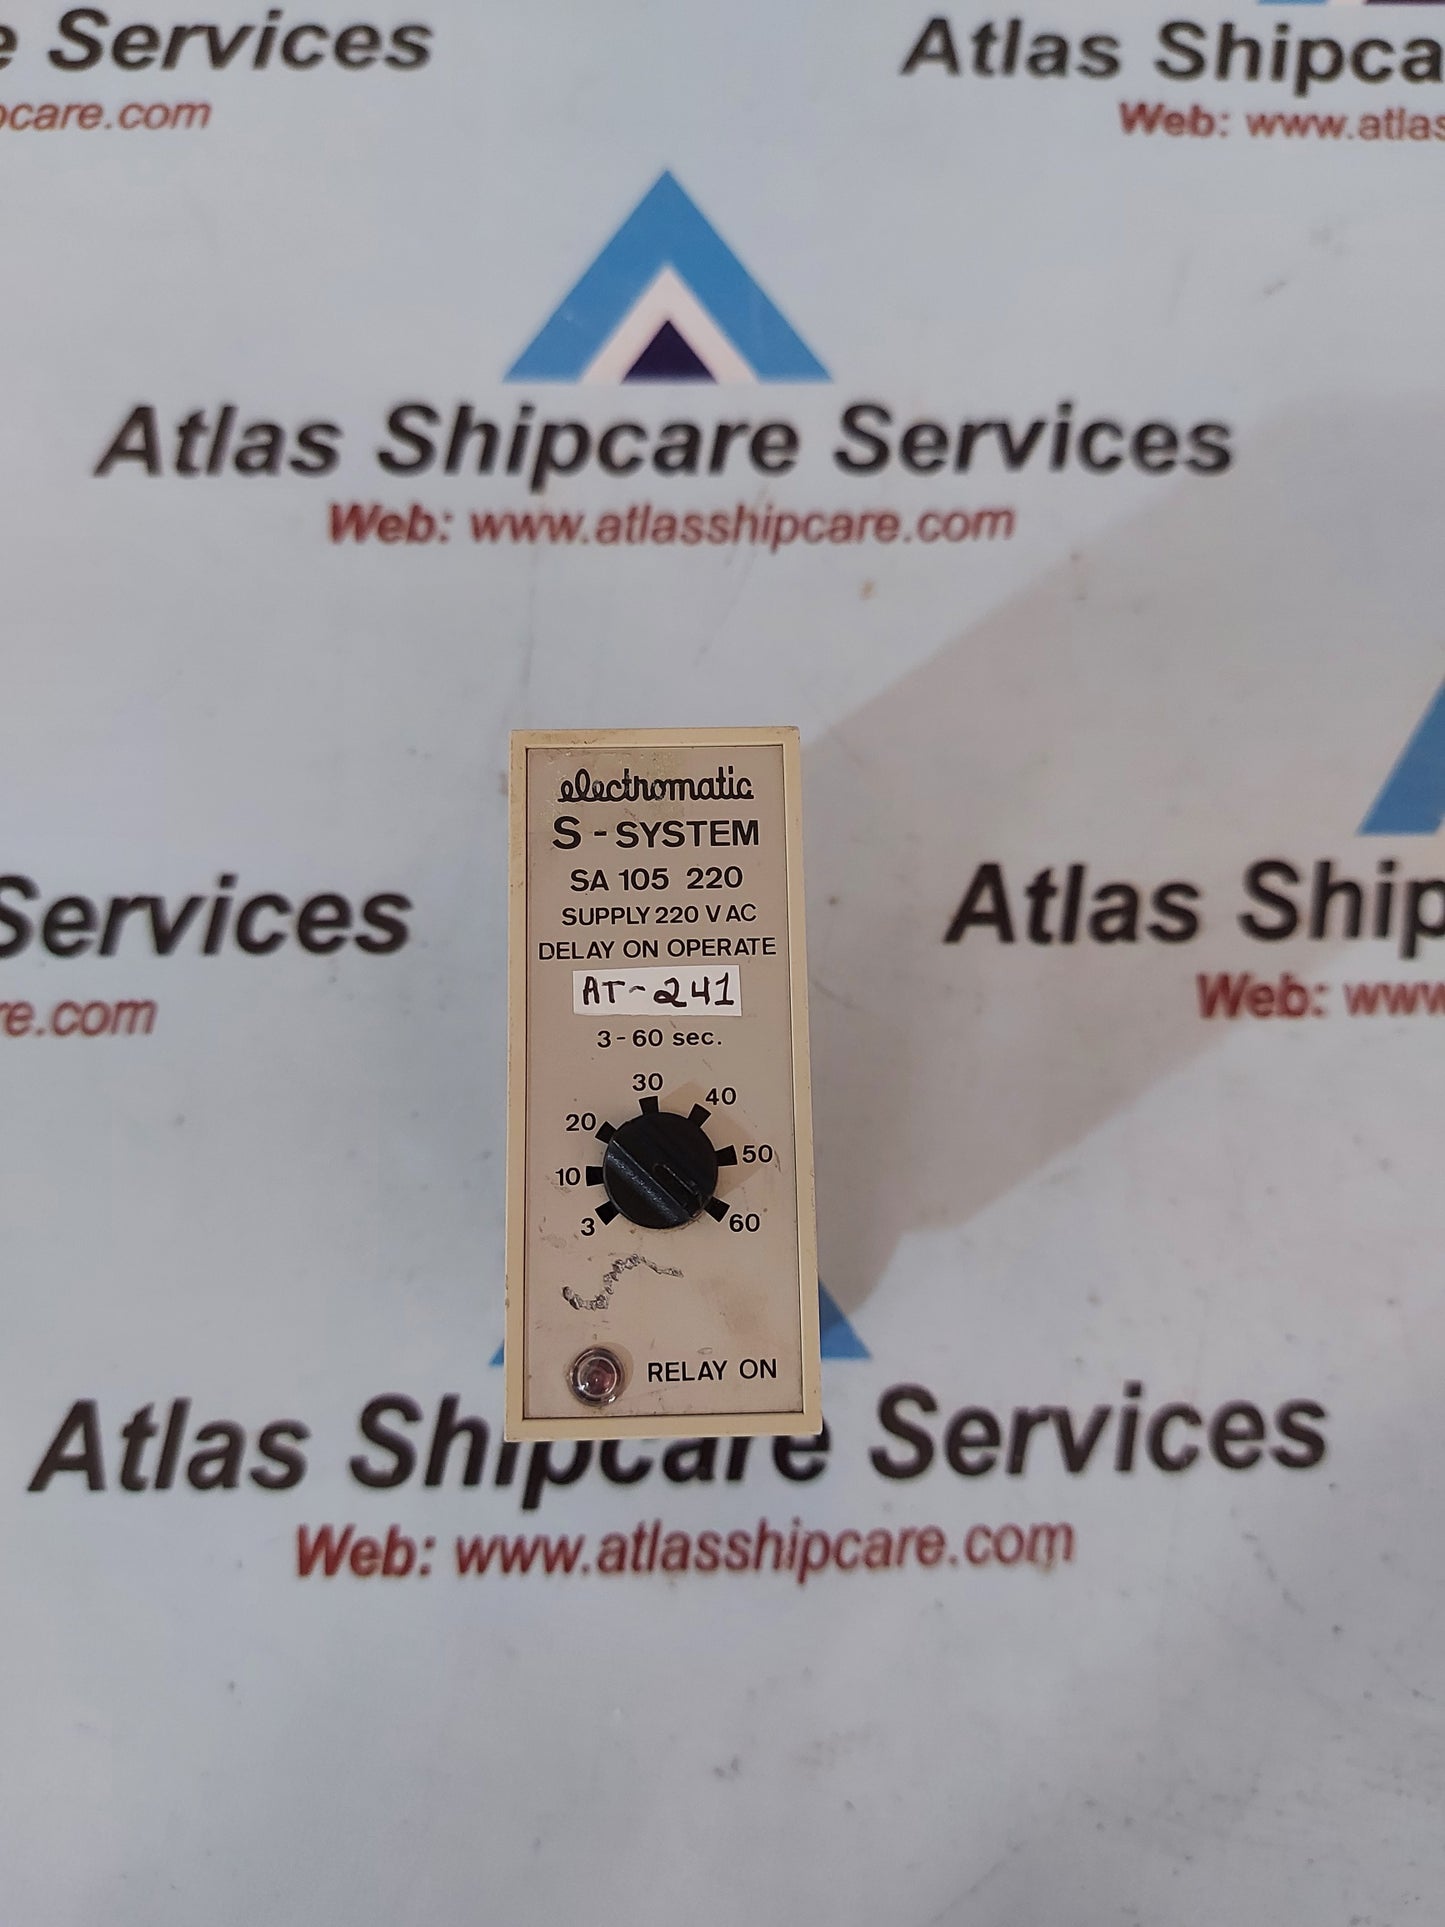 e Services
pcare.com
Atlas Shipca
Web: www.atlas
Atlas Shipcare Services
Web: www.atlasshipcare.com
electromatic
S - SYSTEM
SA 105 220
SUPPLY 220 V AC
DELAY ON OPERATE
AT-241
3-60 sec.
30
40
20
50
10
3
60
RELAY ON
Services
re.com
Atlas Ship
Web: www
Atlas Shipcare Services
Web: www.atlasshipcare.com